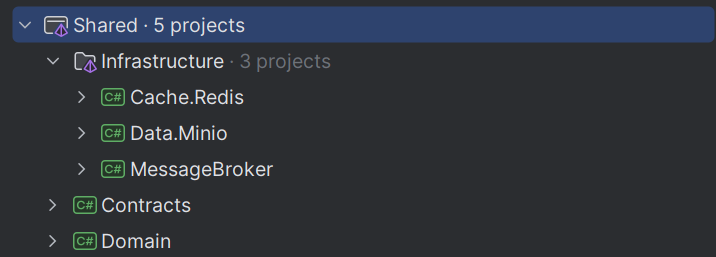 Shared · 5 projects
Infrastructure · 3 projects
C# Cache.Redis
C# Data.Minio
C# MessageBroker
C# Contracts
C# Domain